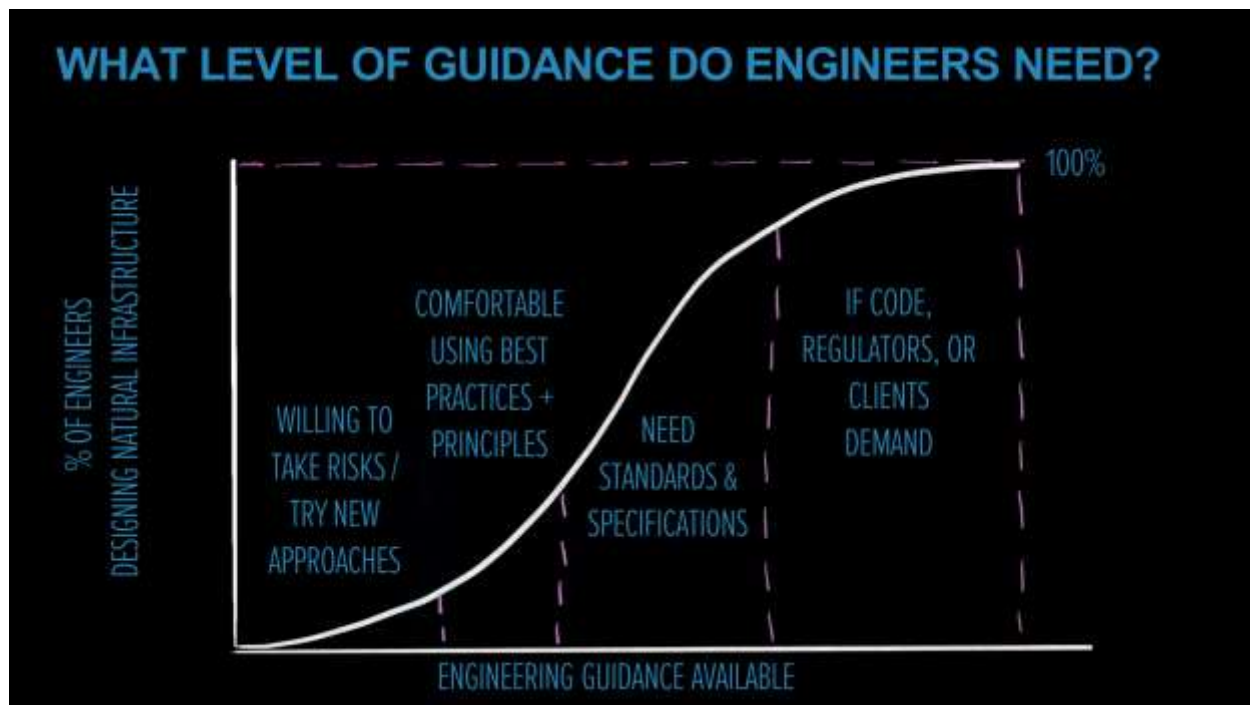 WHAT LEVEL OF GUIDANCE DO ENGINEERS NEED?
100%
% OF ENGINEERS
DESIGNING NATURAL INFRASTRUCTURE
WILLING TO
TAKE RISKS /
TRY NEW
APPROACHES
COMFORTABLE
USING BEST
PRACTICES +
PRINCIPLES
NEED
STANDARDS &
SPECIFICATIONS
IF CODE,
REGULATORS, OR
CLIENTS
DEMAND
ENGINEERING GUIDANCE AVAILABLE